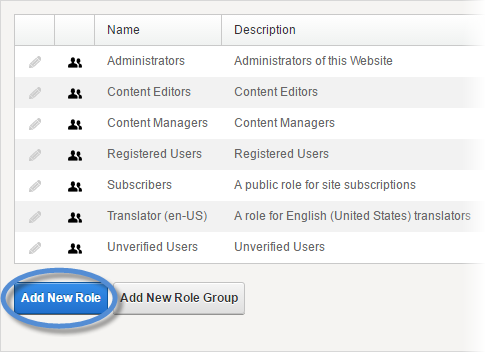 Name Description
Administrators Administrators of this Website
Content Editors Content Editors
Content Managers Content Managers
Registered Users Registered Users
Subscribers A public role for site subscriptions
Translator (en-US) A role for English (United States) translators
Unverified Users Unverified Users
Add New Role Add New Role Group